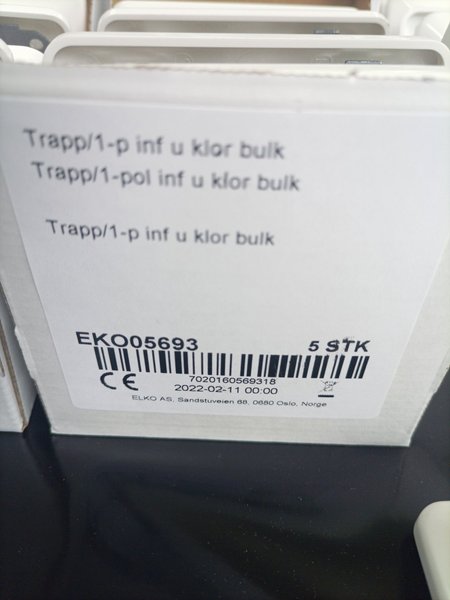 Trapp/1-p inf u klor bulk
Trapp/1-pol inf u klor bulk
Trapp/1-p inf u klor bulk
EKO05693 5 STK
7020160569318
CE 2022-02-11 00:00
ELKO AS, Sandstuveien 68, 0680 Oslo, Norge